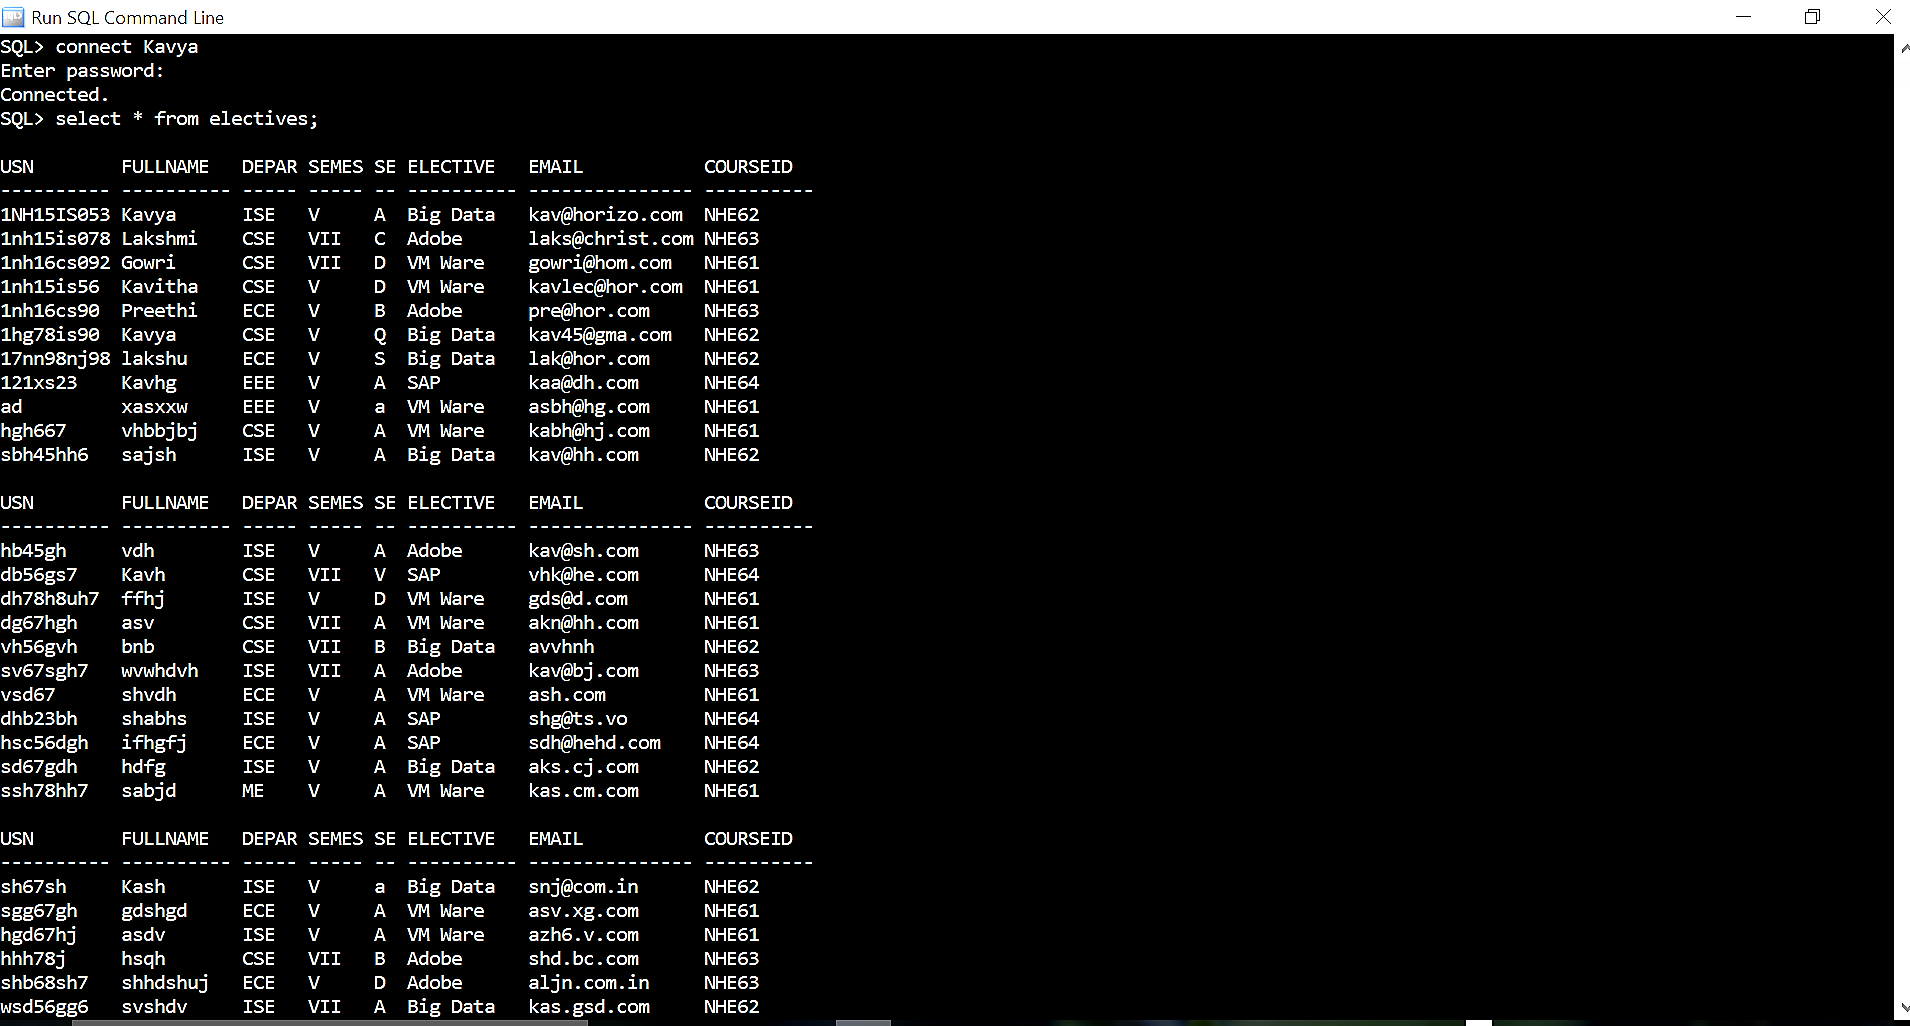 Run SQL Command Line
SQL> connect Kavya
Enter password:
Connected.
SQL> select * from electives;
USN        FULLNAME   DEPAR SEMES SE ELECTIVE   EMAIL           COURSEID
---------- ---------- ----- ----- -- ---------- --------------- ----------
1NH15IS053 Kavya      ISE   V     A  Big Data   kav@horizo.com  NHE62
1nh15is078 Lakshmi    CSE   VII   C  Adobe      laks@christ.com NHE63
1nh16cs092 Gowri      CSE   VII   D  VM Ware    gowri@hom.com   NHE61
1nh15is56  Kavitha    CSE   V     D  VM Ware    kavlec@hor.com  NHE61
1nh16cs90  Preethi    ECE   V     B  Adobe      pre@hor.com     NHE63
1hg78is90  Kavya      CSE   V     Q  Big Data   kav45@gma.com   NHE62
17nn98nj98 lakshu     ECE   V     S  Big Data   lak@hor.com     NHE62
121xs23    Kavhg      EEE   V     A  SAP        kaa@dh.com      NHE64
ad         xasxxw     EEE   V     a  VM Ware    asbh@hg.com     NHE61
hgh667     vhbbjbj    CSE   V     A  VM Ware    kabh@hj.com     NHE61
sbh45hh6   sajsh      ISE   V     A  Big Data   kav@hh.com      NHE62
USN        FULLNAME   DEPAR SEMES SE ELECTIVE   EMAIL           COURSEID
---------- ---------- ----- ----- -- ---------- --------------- ----------
hb45gh     vdh        ISE   V     A  Adobe      kav@sh.com      NHE63
db56gs7    Kavh       CSE   VII   V  SAP        vhk@he.com      NHE64
dh78h8uh7  ffhj       ISE   V     D  VM Ware    gds@d.com       NHE61
dg67hgh    asv        CSE   VII   A  VM Ware    akn@hh.com      NHE61
vh56gvh    bnb        CSE   VII   B  Big Data   avvhnh          NHE62
sv67sgh7   wvwhdvh    ISE   VII   A  Adobe      kav@bj.com      NHE63
vsd67      shvdh      ECE   V     A  VM Ware    ash.com         NHE61
dhb23bh    shabhs     ISE   V     A  SAP        shg@ts.vo       NHE64
hsc56dgh   ifhgfj     ECE   V     A  SAP        sdh@hehd.com    NHE64
sd67gdh    hdfg       ISE   V     A  Big Data   aks.cj.com      NHE62
ssh78hh7   sabjd      ME    V     A  VM Ware    kas.cm.com      NHE61
USN        FULLNAME   DEPAR SEMES SE ELECTIVE   EMAIL           COURSEID
---------- ---------- ----- ----- -- ---------- --------------- ----------
sh67sh     Kash       ISE   V     a  Big Data   snj@com.in      NHE62
sgg67gh    gdshgd     ECE   V     A  VM Ware    asv.xg.com      NHE61
hgd67hj    asdv       ISE   V     A  VM Ware    azh6.v.com      NHE61
hhh78j     hsqh       CSE   VII   B  Adobe      shd.bc.com      NHE63
shb68sh7   shhdshuj   ECE   V     D  Adobe      aljn.com.in     NHE63
wsd56gg6   svshdv     ISE   VII   A  Big Data   kas.gsd.com     NHE62